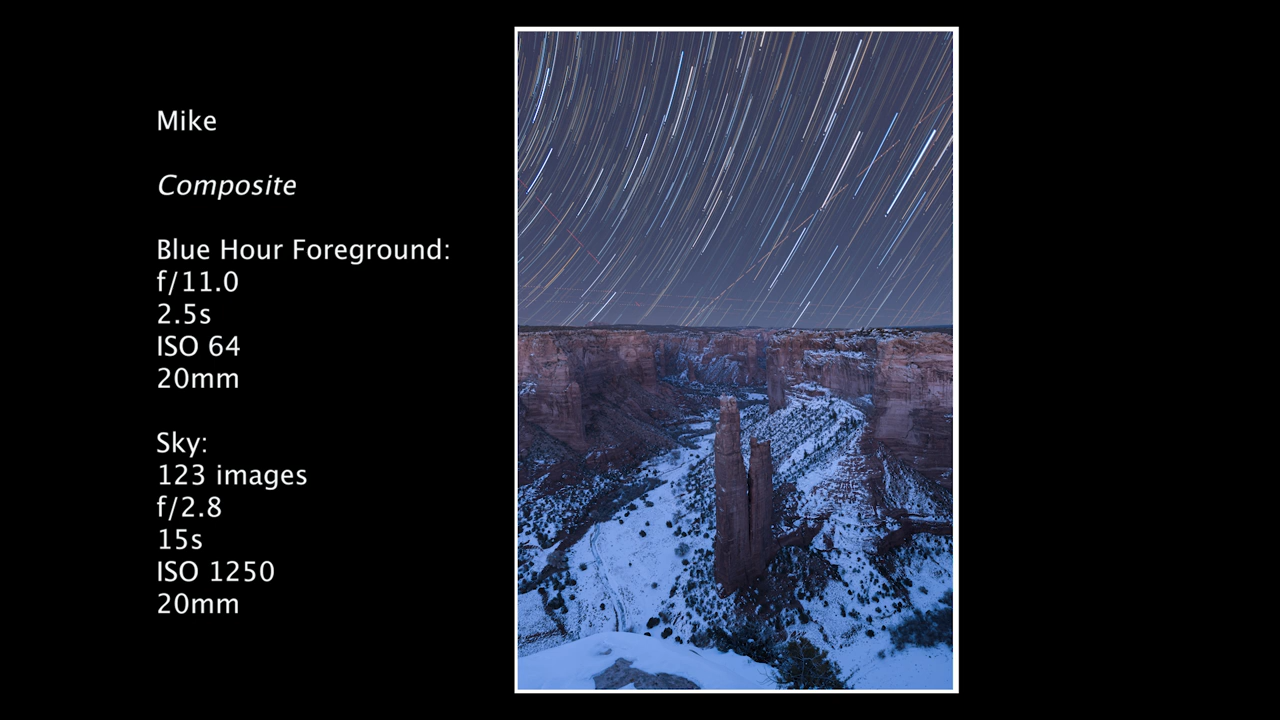 Mike
Composite
Blue Hour Foreground:
f/11.0
2.5s
ISO 64
20mm
Sky:
123 images
f/2.8
15s
ISO 1250
20mm